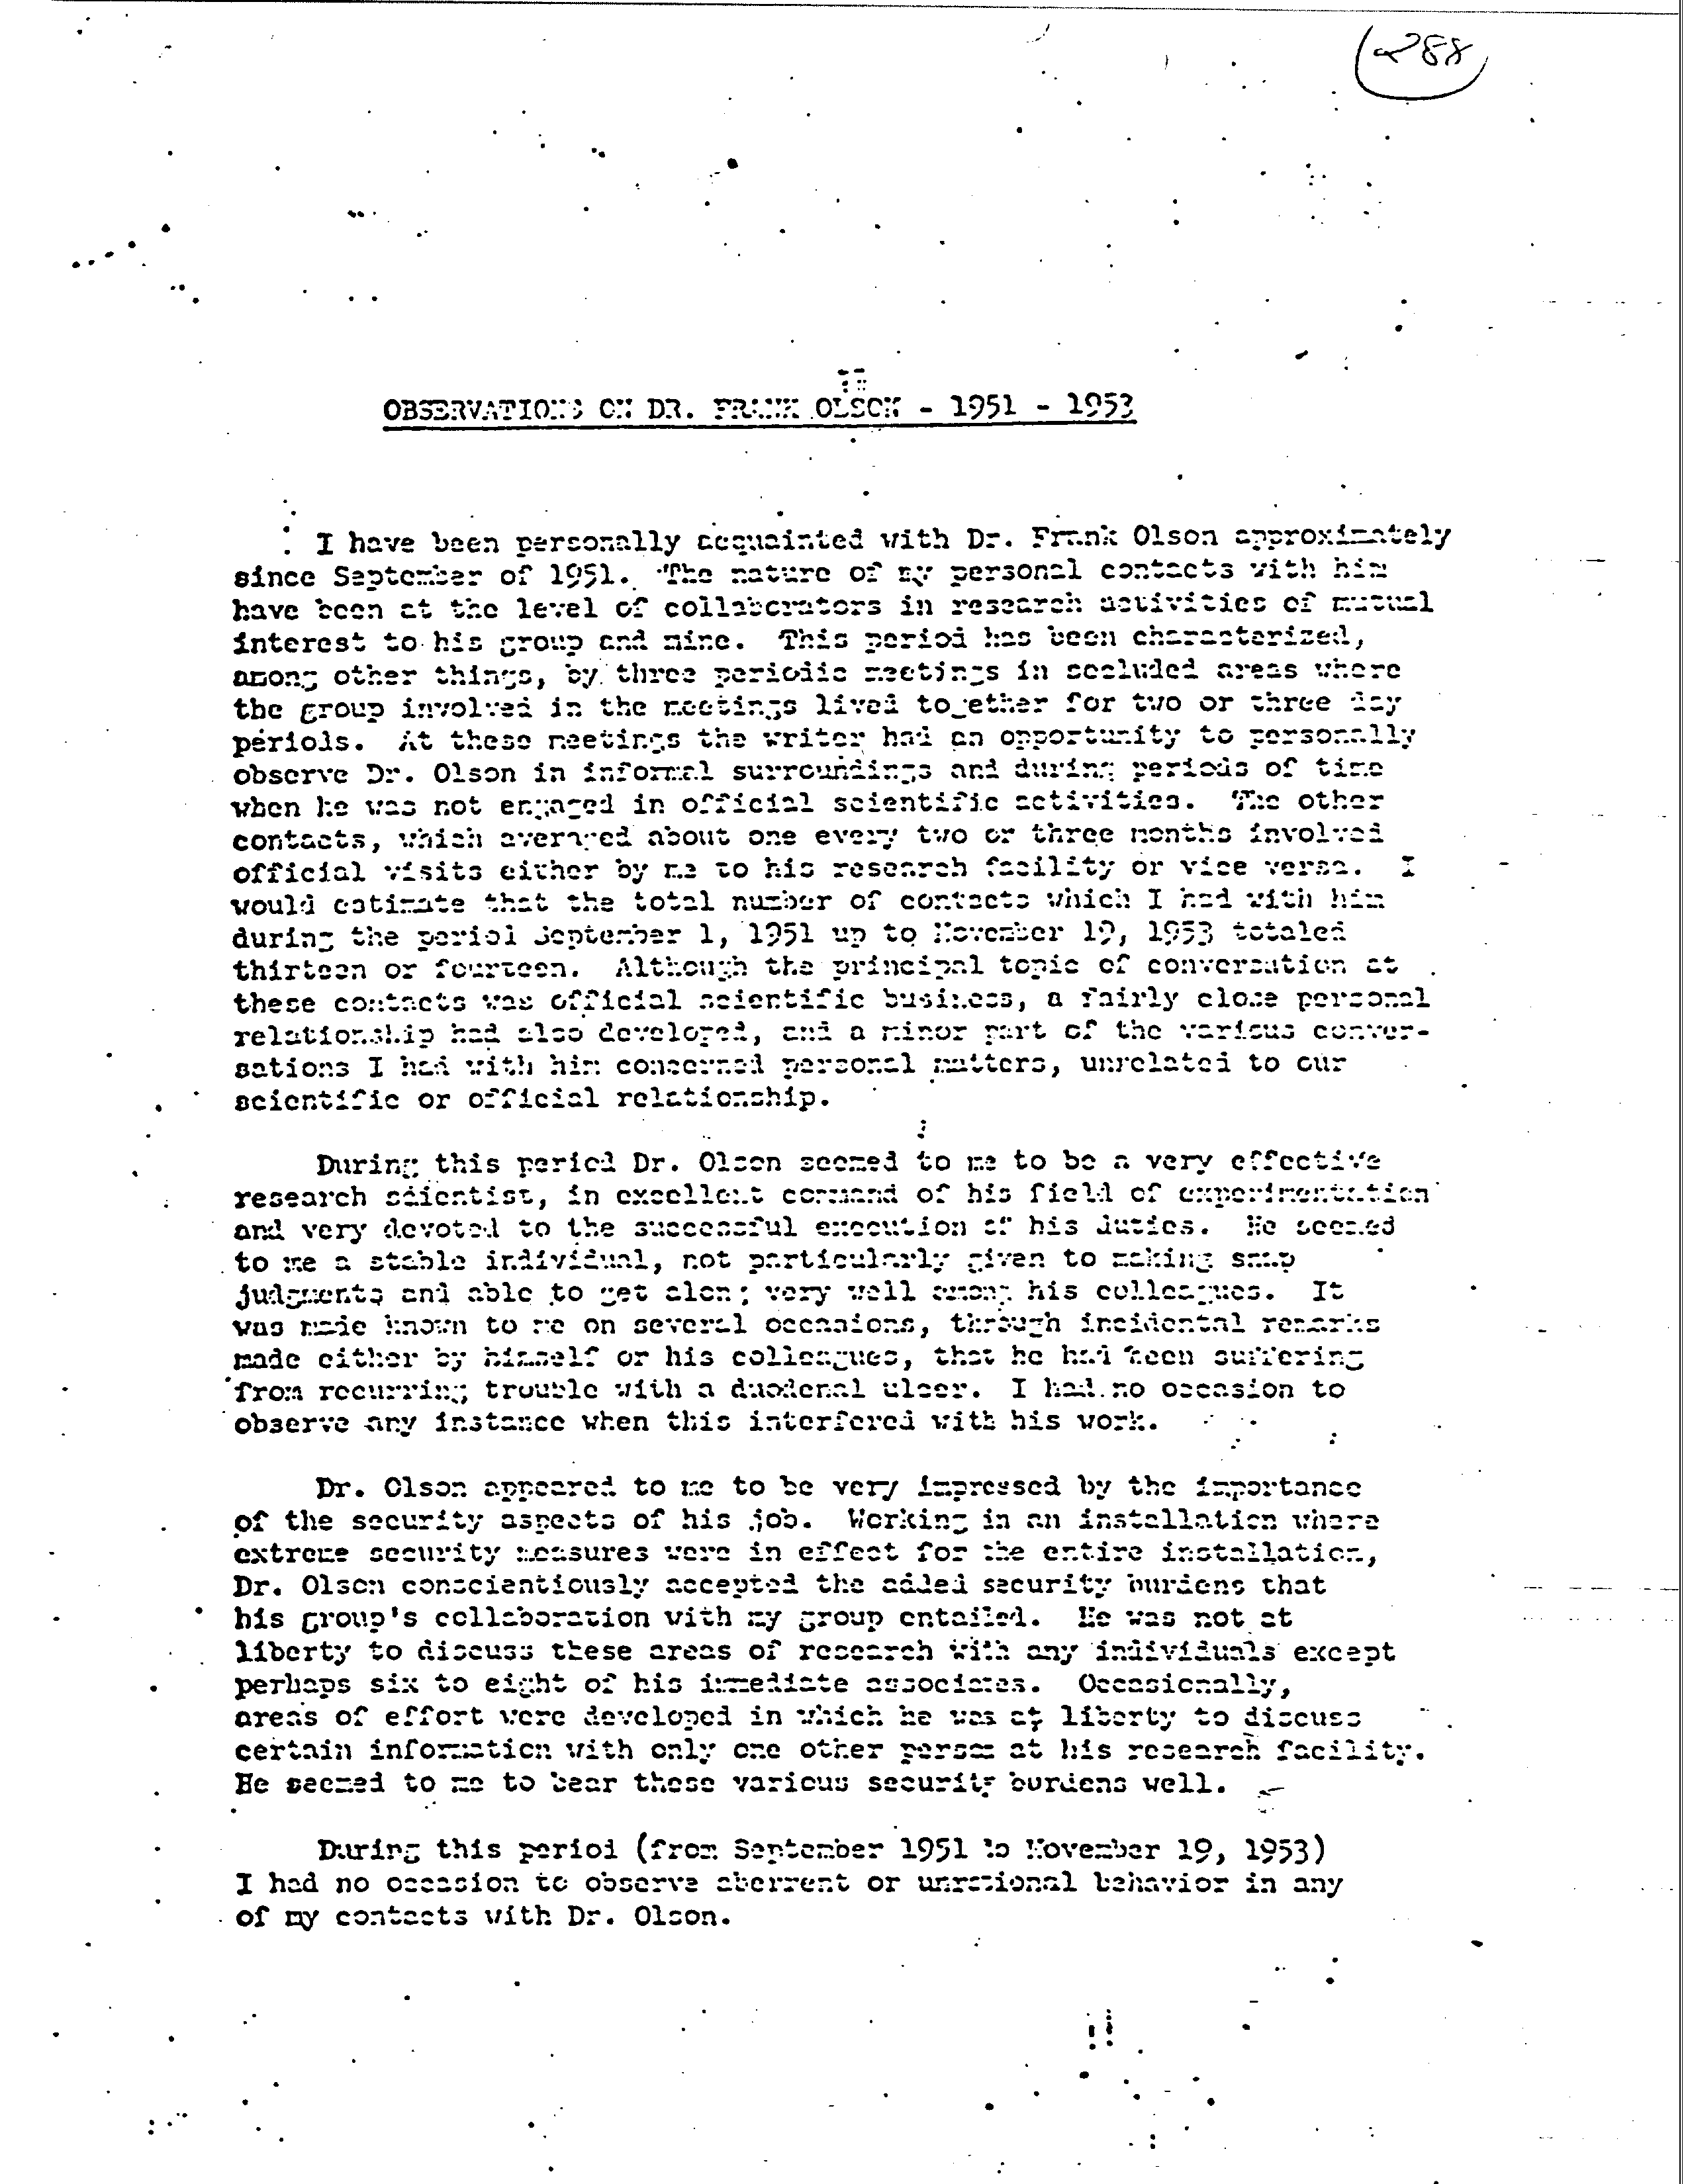 288
OBSERVATIONS ON DR. FRANK OLSON - 1951 - 1953
I have been personally acquainted with Dr. Frank Olson approximately
since September of 1951. The nature of my personal contacts with him
have been at the level of collaborators in research activities of mutual
interest to his group and mine. This period has been characterized,
among other things, by three periodic meetings in secluded areas where
the group involved in the meetings lived together for two or three day
periods. At these meetings the writer had an opportunity to personally
observe Dr. Olson in informal surroundings and during periods of time
when he was not engaged in official scientific activities. The other
contacts, which averaged about one every two or three months involved
official visits either by me to his research facility or vice versa. I
would estimate that the total number of contacts which I had with him
during the period September 1, 1951 up to November 19, 1953 totaled
thirteen or fourteen. Although the principal topic of conversation at
these contacts was official scientific business, a fairly close personal
relationship had also developed, and a minor part of the various conver-
sations I had with him concerned personal matters, unrelated to our
scientific or official relationship.
During this period Dr. Olson seemed to me to be a very effective
research scientist, in excellent command of his field of experimentation
and very devoted to the successful execution of his duties. He seemed
to me a stable individual, not particularly given to making snap
judgments and able to get along very well among his colleagues. It
was made known to me on several occasions, through incidental remarks
made either by himself or his colleagues, that he had been suffering
from recurring trouble with a duodenal ulcer. I had no occasion to
observe any instance when this interfered with his work.
Dr. Olson appeared to me to be very impressed by the importance
of the security aspects of his job. Working in an installation where
extreme security measures were in effect for the entire installation,
Dr. Olson conscientiously accepted the added security burdens that
his group's collaboration with my group entailed. He was not at
liberty to discuss these areas of research with any individuals except
perhaps six to eight of his immediate associates. Occasionally,
areas of effort were developed in which he was at liberty to discuss
certain information with only one other person at his research facility.
He seemed to me to bear these various security burdens well.
During this period (from September 1951 to November 19, 1953)
I had no occasion to observe aberrent or unrational behavior in any
of my contacts with Dr. Olson.